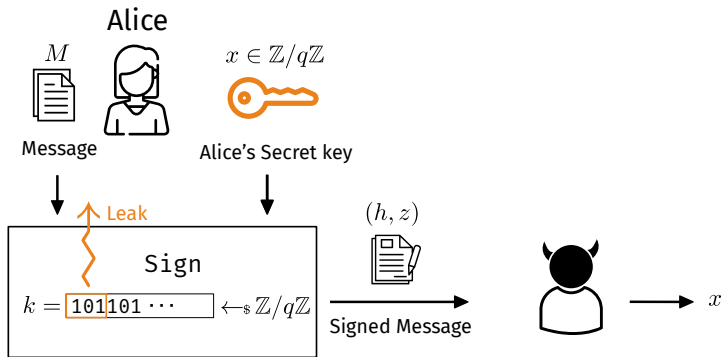 Alice
M
x ∈ ℤ/qℤ
Message
Alice's Secret key
Leak
Sign
k = 101101 ··· ←$ ℤ/qℤ
(h, z)
Signed Message
x